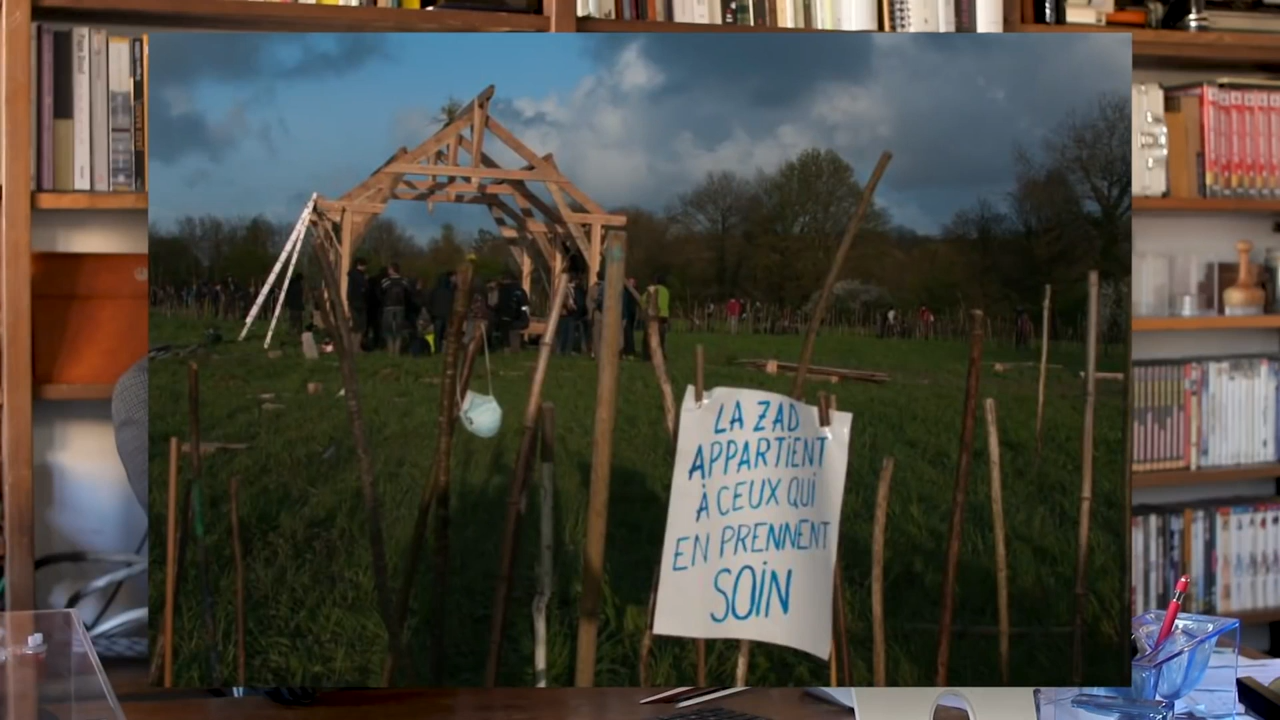 LA ZAD
APPARTIENT
À CEUX QUI
EN PRENNENT
SOIN